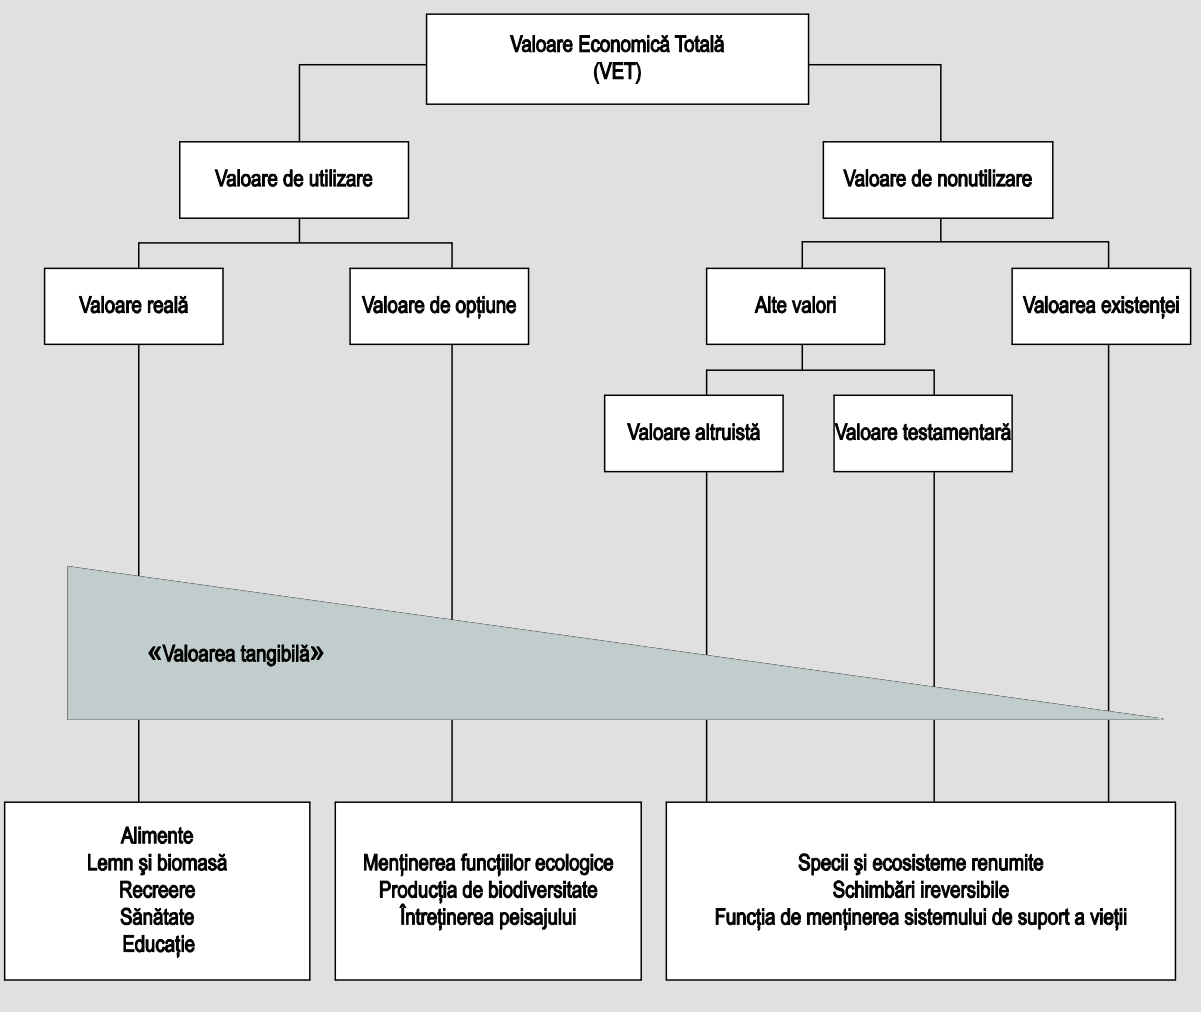 Valoare Economică Totală
(VET)
Valoare de utilizare
Valoare de nonutilizare
Valoare reală
Valoare de opțiune
Alte valori
Valoarea existenței
Valoare altruistă
Valoare testamentară
«Valoarea tangibilă»
Alimente
Lemn şi biomasă
Recreere
Sănătate
Educație
Menținerea funcțiilor ecologice
Producția de biodiversitate
Întreținerea peisajului
Specii şi ecosisteme renumite
Schimbări ireversibile
Funcția de menținerea sistemului de suport a vieții